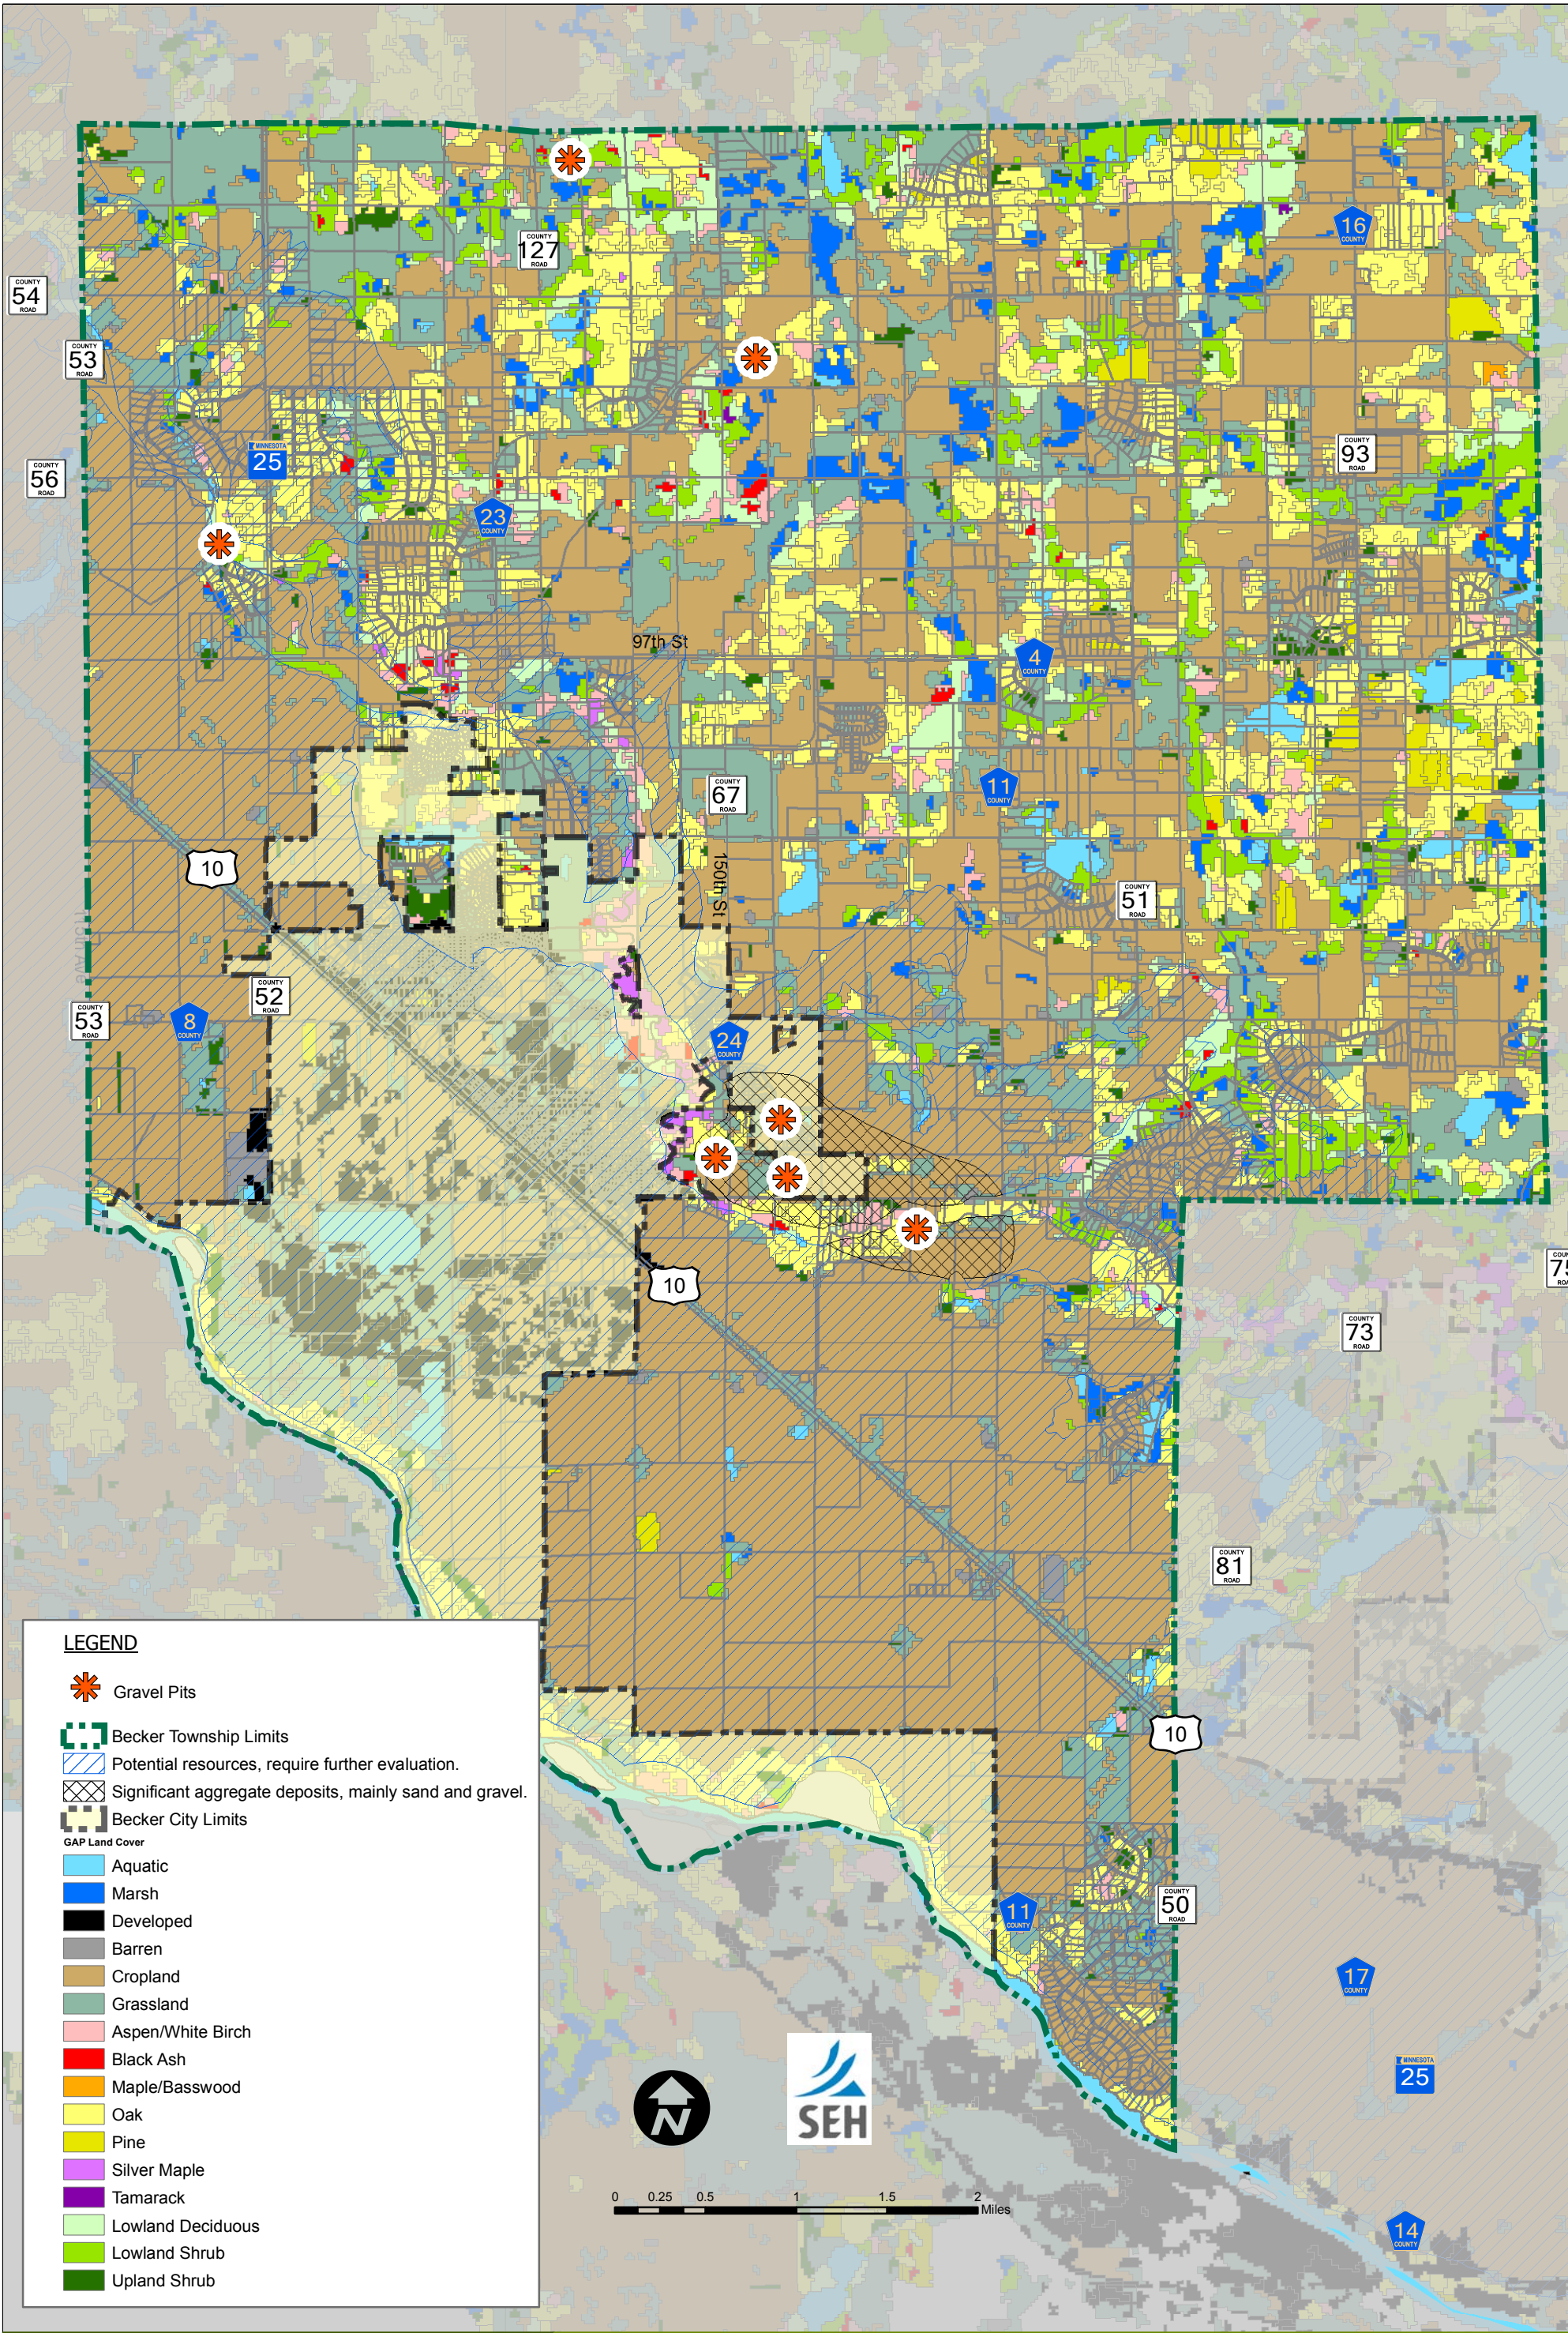 16
COUNTY
COUNTY
127
ROAD
COUNTY
54
ROAD
COUNTY
53
ROAD
MINNESOTA
25
COUNTY
93
ROAD
COUNTY
56
ROAD
23
COUNTY
97th St
4
COUNTY
COUNTY
67
ROAD
11
COUNTY
10
150th St
COUNTY
51
ROAD
COUNTY
52
ROAD
COUNTY
53
ROAD
8
COUNTY
24
COUNTY
10
COUNTY
73
ROAD
COUNTY
81
ROAD
10
COUNTY
50
ROAD
11
COUNTY
17
COUNTY
MINNESOTA
25
14
COUNTY
LEGEND
Gravel Pits
Becker Township Limits
Potential resources, require further evaluation.
Significant aggregate deposits, mainly sand and gravel.
Becker City Limits
GAP Land Cover
Aquatic
Marsh
Developed
Barren
Cropland
Grassland
Aspen/White Birch
Black Ash
Maple/Basswood
Oak
Pine
Silver Maple
Tamarack
Lowland Deciduous
Lowland Shrub
Upland Shrub
N
SEH
0 0.25 0.5 1 1.5 2
Miles